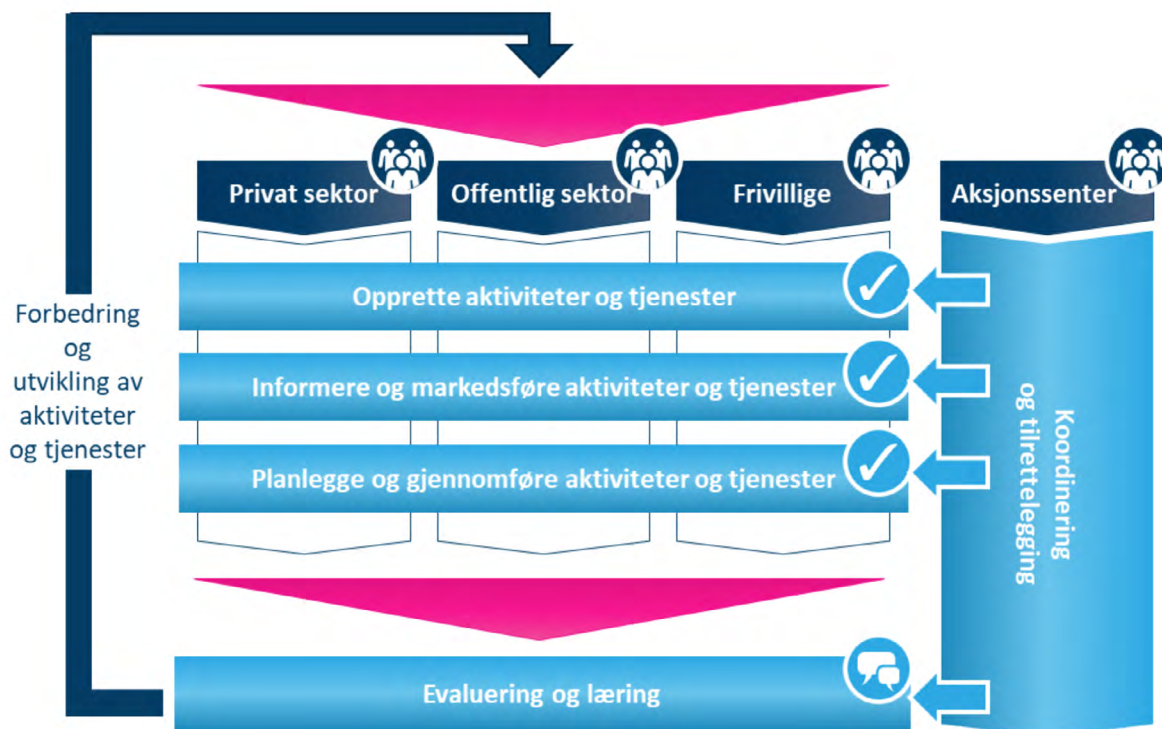 Privat sektor
Offentlig sektor
Frivillige
Aksjonssenter
Opprette aktiviteter og tjenester
Informere og markedsføre aktiviteter og tjenester
Planlegge og gjennomføre aktiviteter og tjenester
Forbedring
og
utvikling av
aktiviteter
og tjenester
Koordinering
og tilrettelegging
Evaluering og læring